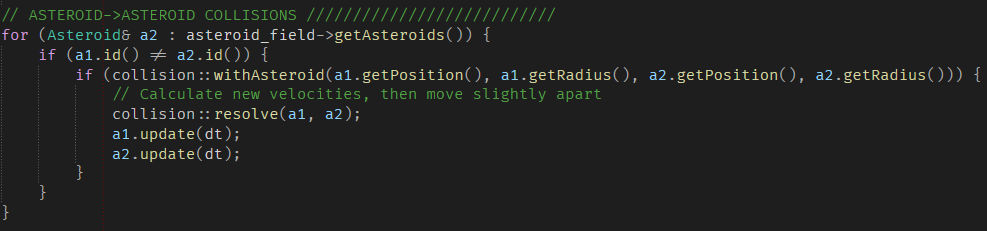 // ASTEROID->ASTEROID COLLISIONS ///////////////////////////
for (Asteroid& a2 : asteroid_field->getAsteroids()) {
    if (a1.id() != a2.id()) {
        if (collision::withAsteroid(a1.getPosition(), a1.getRadius(), a2.getPosition(), a2.getRadius())) {
            // Calculate new velocities, then move slightly apart
            collision::resolve(a1, a2);
            a1.update(dt);
            a2.update(dt);
        }
    }
}